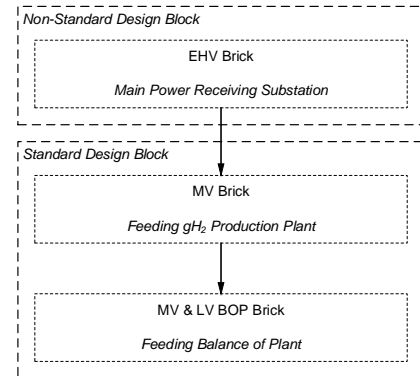 Non-Standard Design Block
EHV Brick
Main Power Receiving Substation
Standard Design Block
MV Brick
Feeding gH₂ Production Plant
MV & LV BOP Brick
Feeding Balance of Plant